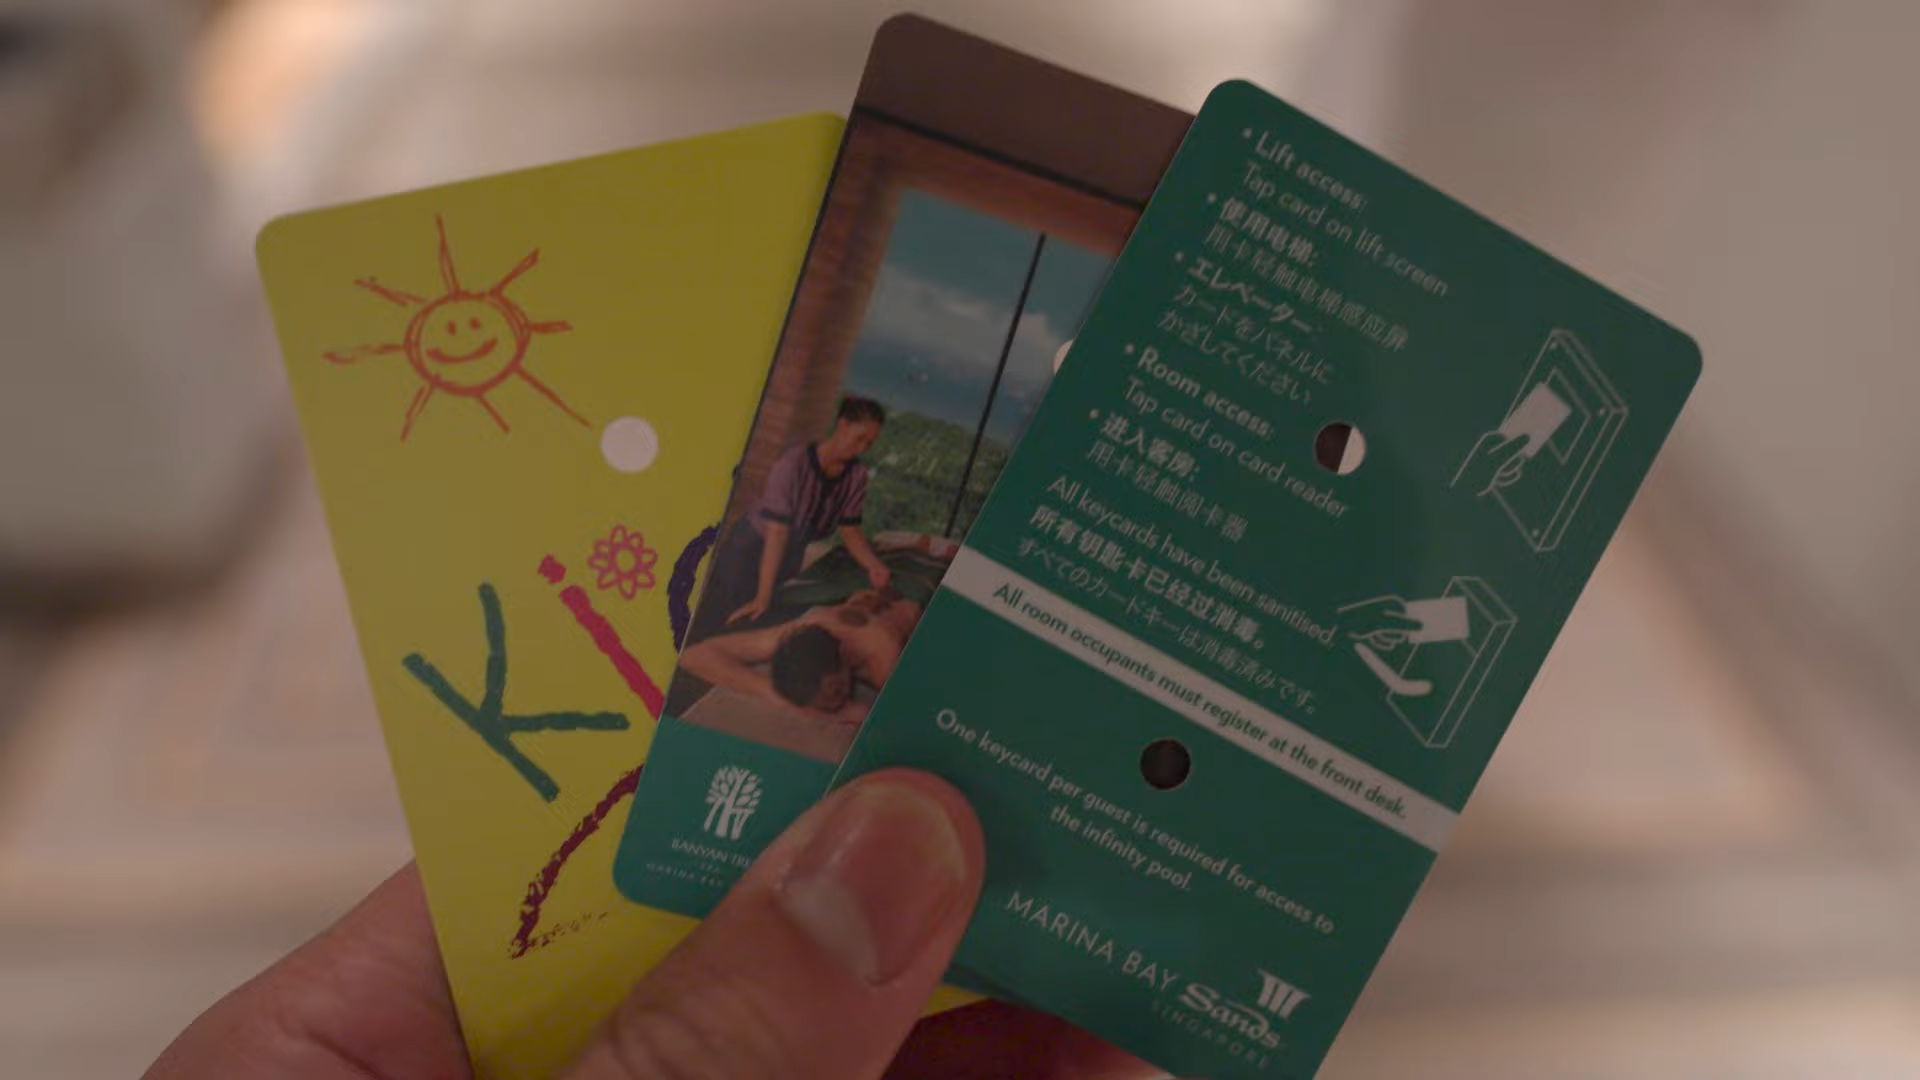 Ki
BANYAN TREE
SPA
MARINA BAY
• Lift access:
Tap card on lift screen
• 使用电梯:
用卡轻触电梯感应屏
• エレベーター:
カードをパネルに
かざしてください
• Room access:
Tap card on card reader
• 进入客房:
用卡轻触阅卡器
All keycards have been sanitised.
所有钥匙卡已经过消毒。
すべてのカードキーは消毒済みです。
All room occupants must register at the front desk.
One keycard per guest is required for access to
the infinity pool.
MARINA BAY Sands
SINGAPORE